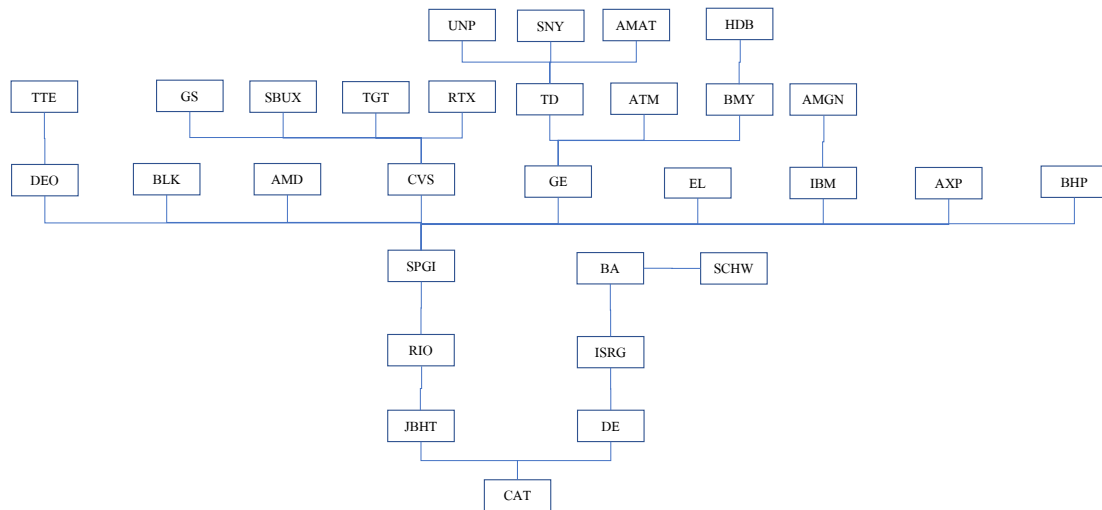 UNP
SNY
AMAT
HDB
TTE
GS
SBUX
TGT
RTX
TD
ATM
BMY
AMGN
DEO
BLK
AMD
CVS
GE
EL
IBM
AXP
BHP
SPGI
BA
SCHW
RIO
ISRG
JBHT
DE
CAT